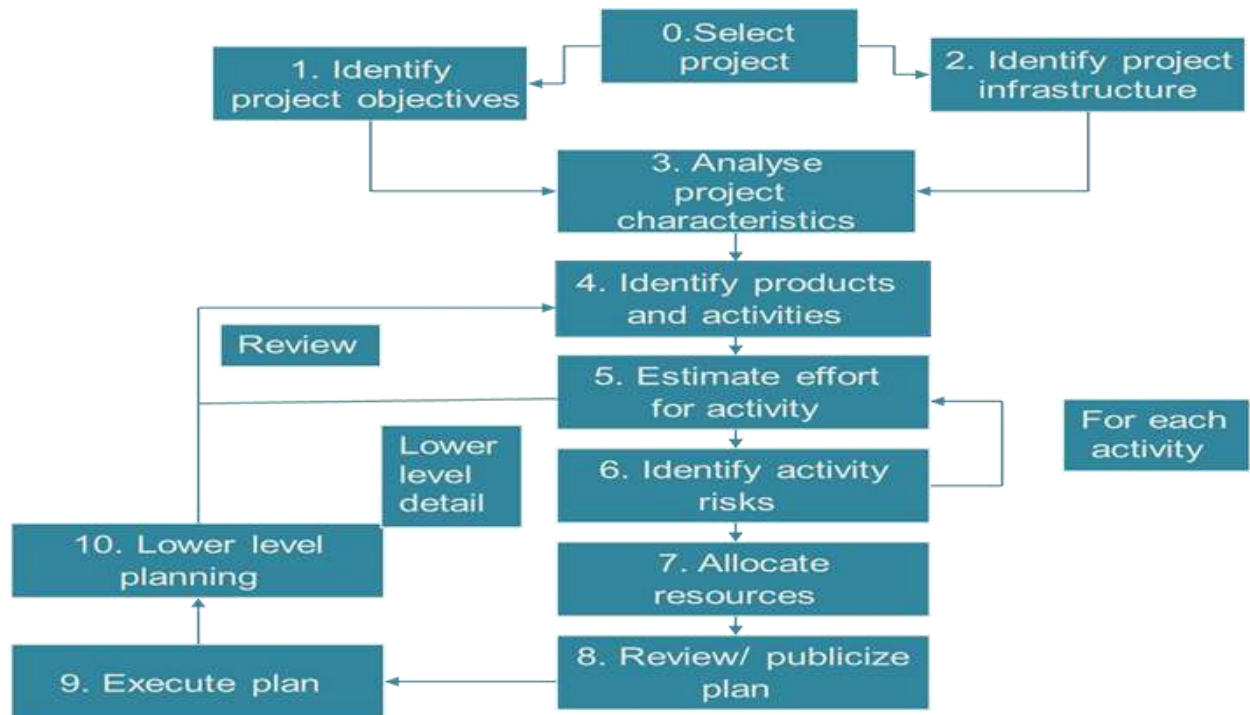 0.Select
project
1. Identify
project objectives
2. Identify project
infrastructure
3. Analyse
project
characteristics
4. Identify products
and activities
Review
5. Estimate effort
for activity
For each
activity
Lower
level
detail
6. Identify activity
risks
10. Lower level
planning
7. Allocate
resources
8. Review/ publicize
plan
9. Execute plan